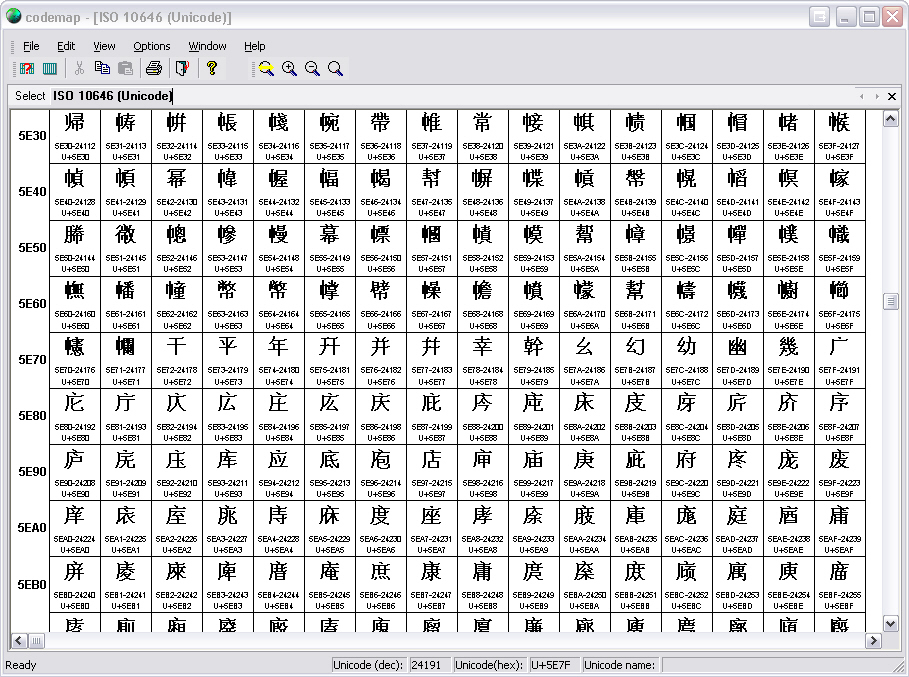 codemap - [ISO 10646 (Unicode)]
File Edit View Options Window Help
Select ISO 10646 (Unicode)
帰 帱 帲 帳 帴 帵 帶 帷 常 帹 帺 帻 帼 帽 帾 帿
5E30
5E30-24112 5E31-24113 5E32-24114 5E33-24115 5E34-24116 5E35-24117 5E36-24118 5E37-24119 5E38-24120 5E39-24121 5E3A-24122 5E3B-24123 5E3C-24124 5E3D-24125 5E3E-24126 5E3F-24127
U+5E30 U+5E31 U+5E32 U+5E33 U+5E34 U+5E35 U+5E36 U+5E37 U+5E38 U+5E39 U+5E3A U+5E3B U+5E3C U+5E3D U+5E3E U+5E3F
幀 幁 幂 幃 幄 幅 幆 幇 幈 幉 幊 幋 幌 幍 幎 幏
5E40
5E40-24128 5E41-24129 5E42-24130 5E43-24131 5E44-24132 5E45-24133 5E46-24134 5E47-24135 5E48-24136 5E49-24137 5E4A-24138 5E4B-24139 5E4C-24140 5E4D-24141 5E4E-24142 5E4F-24143
U+5E40 U+5E41 U+5E42 U+5E43 U+5E44 U+5E45 U+5E46 U+5E47 U+5E48 U+5E49 U+5E4A U+5E4B U+5E4C U+5E4D U+5E4E U+5E4F
幐 幑 幒 幓 幔 幕 幖 幗 幘 幙 幚 幛 幜 幝 幞 幟
5E50
5E50-24144 5E51-24145 5E52-24146 5E53-24147 5E54-24148 5E55-24149 5E56-24150 5E57-24151 5E58-24152 5E59-24153 5E5A-24154 5E5B-24155 5E5C-24156 5E5D-24157 5E5E-24158 5E5F-24159
U+5E50 U+5E51 U+5E52 U+5E53 U+5E54 U+5E55 U+5E56 U+5E57 U+5E58 U+5E59 U+5E5A U+5E5B U+5E5C U+5E5D U+5E5E U+5E5F
幠 幡 幢 幣 幤 幥 幦 幧 幨 幩 幪 幫 幬 幭 幮 幯
5E60
5E60-24160 5E61-24161 5E62-24162 5E63-24163 5E64-24164 5E65-24165 5E66-24166 5E67-24167 5E68-24168 5E69-24169 5E6A-24170 5E6B-24171 5E6C-24172 5E6D-24173 5E6E-24174 5E6F-24175
U+5E60 U+5E61 U+5E62 U+5E63 U+5E64 U+5E65 U+5E66 U+5E67 U+5E68 U+5E69 U+5E6A U+5E6B U+5E6C U+5E6D U+5E6E U+5E6F
幰 幱 干 平 年 幵 并 幷 幸 幹 幺 幻 幼 幽 幾 广
5E70
5E70-24176 5E71-24177 5E72-24178 5E73-24179 5E74-24180 5E75-24181 5E76-24182 5E77-24183 5E78-24184 5E79-24185 5E7A-24186 5E7B-24187 5E7C-24188 5E7D-24189 5E7E-24190 5E7F-24191
U+5E70 U+5E71 U+5E72 U+5E73 U+5E74 U+5E75 U+5E76 U+5E77 U+5E78 U+5E79 U+5E7A U+5E7B U+5E7C U+5E7D U+5E7E U+5E7F
庀 庁 庂 広 庄 庅 庆 庇 庈 庉 床 庋 庌 庍 庎 序
5E80
5E80-24192 5E81-24193 5E82-24194 5E83-24195 5E84-24196 5E85-24197 5E86-24198 5E87-24199 5E88-24200 5E89-24201 5E8A-24202 5E8B-24203 5E8C-24204 5E8D-24205 5E8E-24206 5E8F-24207
U+5E80 U+5E81 U+5E82 U+5E83 U+5E84 U+5E85 U+5E86 U+5E87 U+5E88 U+5E89 U+5E8A U+5E8B U+5E8C U+5E8D U+5E8E U+5E8F
庐 庑 庒 库 应 底 庖 店 庘 庙 庚 庛 府 庝 庞 废
5E90
5E90-24208 5E91-24209 5E92-24210 5E93-24211 5E94-24212 5E95-24213 5E96-24214 5E97-24215 5E98-24216 5E99-24217 5E9A-24218 5E9B-24219 5E9C-24220 5E9D-24221 5E9E-24222 5E9F-24223
U+5E90 U+5E91 U+5E92 U+5E93 U+5E94 U+5E95 U+5E96 U+5E97 U+5E98 U+5E99 U+5E9A U+5E9B U+5E9C U+5E9D U+5E9E U+5E9F
庠 庡 庢 庣 庤 庥 度 座 庨 庩 庪 庫 庬 庭 庮 庯
5EA0
5EA0-24224 5EA1-24225 5EA2-24226 5EA3-24227 5EA4-24228 5EA5-24229 5EA6-24230 5EA7-24231 5EA8-24232 5EA9-24233 5EAA-24234 5EAB-24235 5EAC-24236 5EAD-24237 5EAE-24238 5EAF-24239
U+5EA0 U+5EA1 U+5EA2 U+5EA3 U+5EA4 U+5EA5 U+5EA6 U+5EA7 U+5EA8 U+5EA9 U+5EAA U+5EAB U+5EAC U+5EAD U+5EAE U+5EAF
庰 庱 庲 庳 庴 庵 庶 康 庸 庹 庺 庻 庼 庽 庾 庿
5EB0
5EB0-24240 5EB1-24241 5EB2-24242 5EB3-24243 5EB4-24244 5EB5-24245 5EB6-24246 5EB7-24247 5EB8-24248 5EB9-24249 5EBA-24250 5EBB-24251 5EBC-24252 5EBD-24253 5EBE-24254 5EBF-24255
U+5EB0 U+5EB1 U+5EB2 U+5EB3 U+5EB4 U+5EB5 U+5EB6 U+5EB7 U+5EB8 U+5EB9 U+5EBA U+5EBB U+5EBC U+5EBD U+5EBE U+5EBF
Ready Unicode (dec): 24191 Unicode(hex): U+5E7F Unicode name: